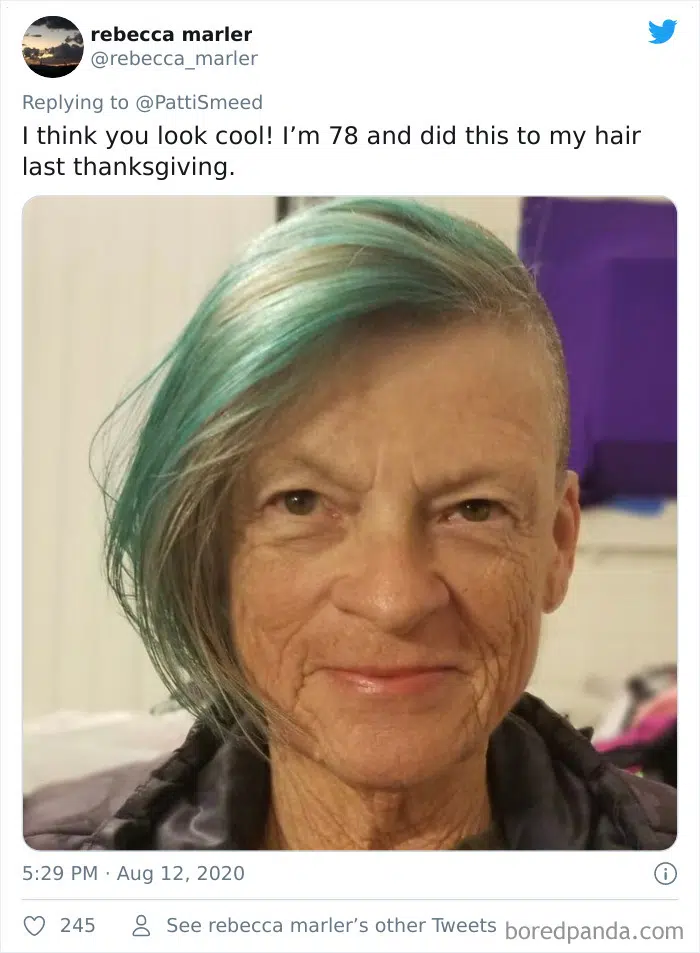 rebecca marler
@rebecca_marler
Replying to @PattiSmeed
I think you look cool! I’m 78 and did this to my hair
last thanksgiving.
5:29 PM · Aug 12, 2020
245
See rebecca marler’s other Tweets
boredpanda.com